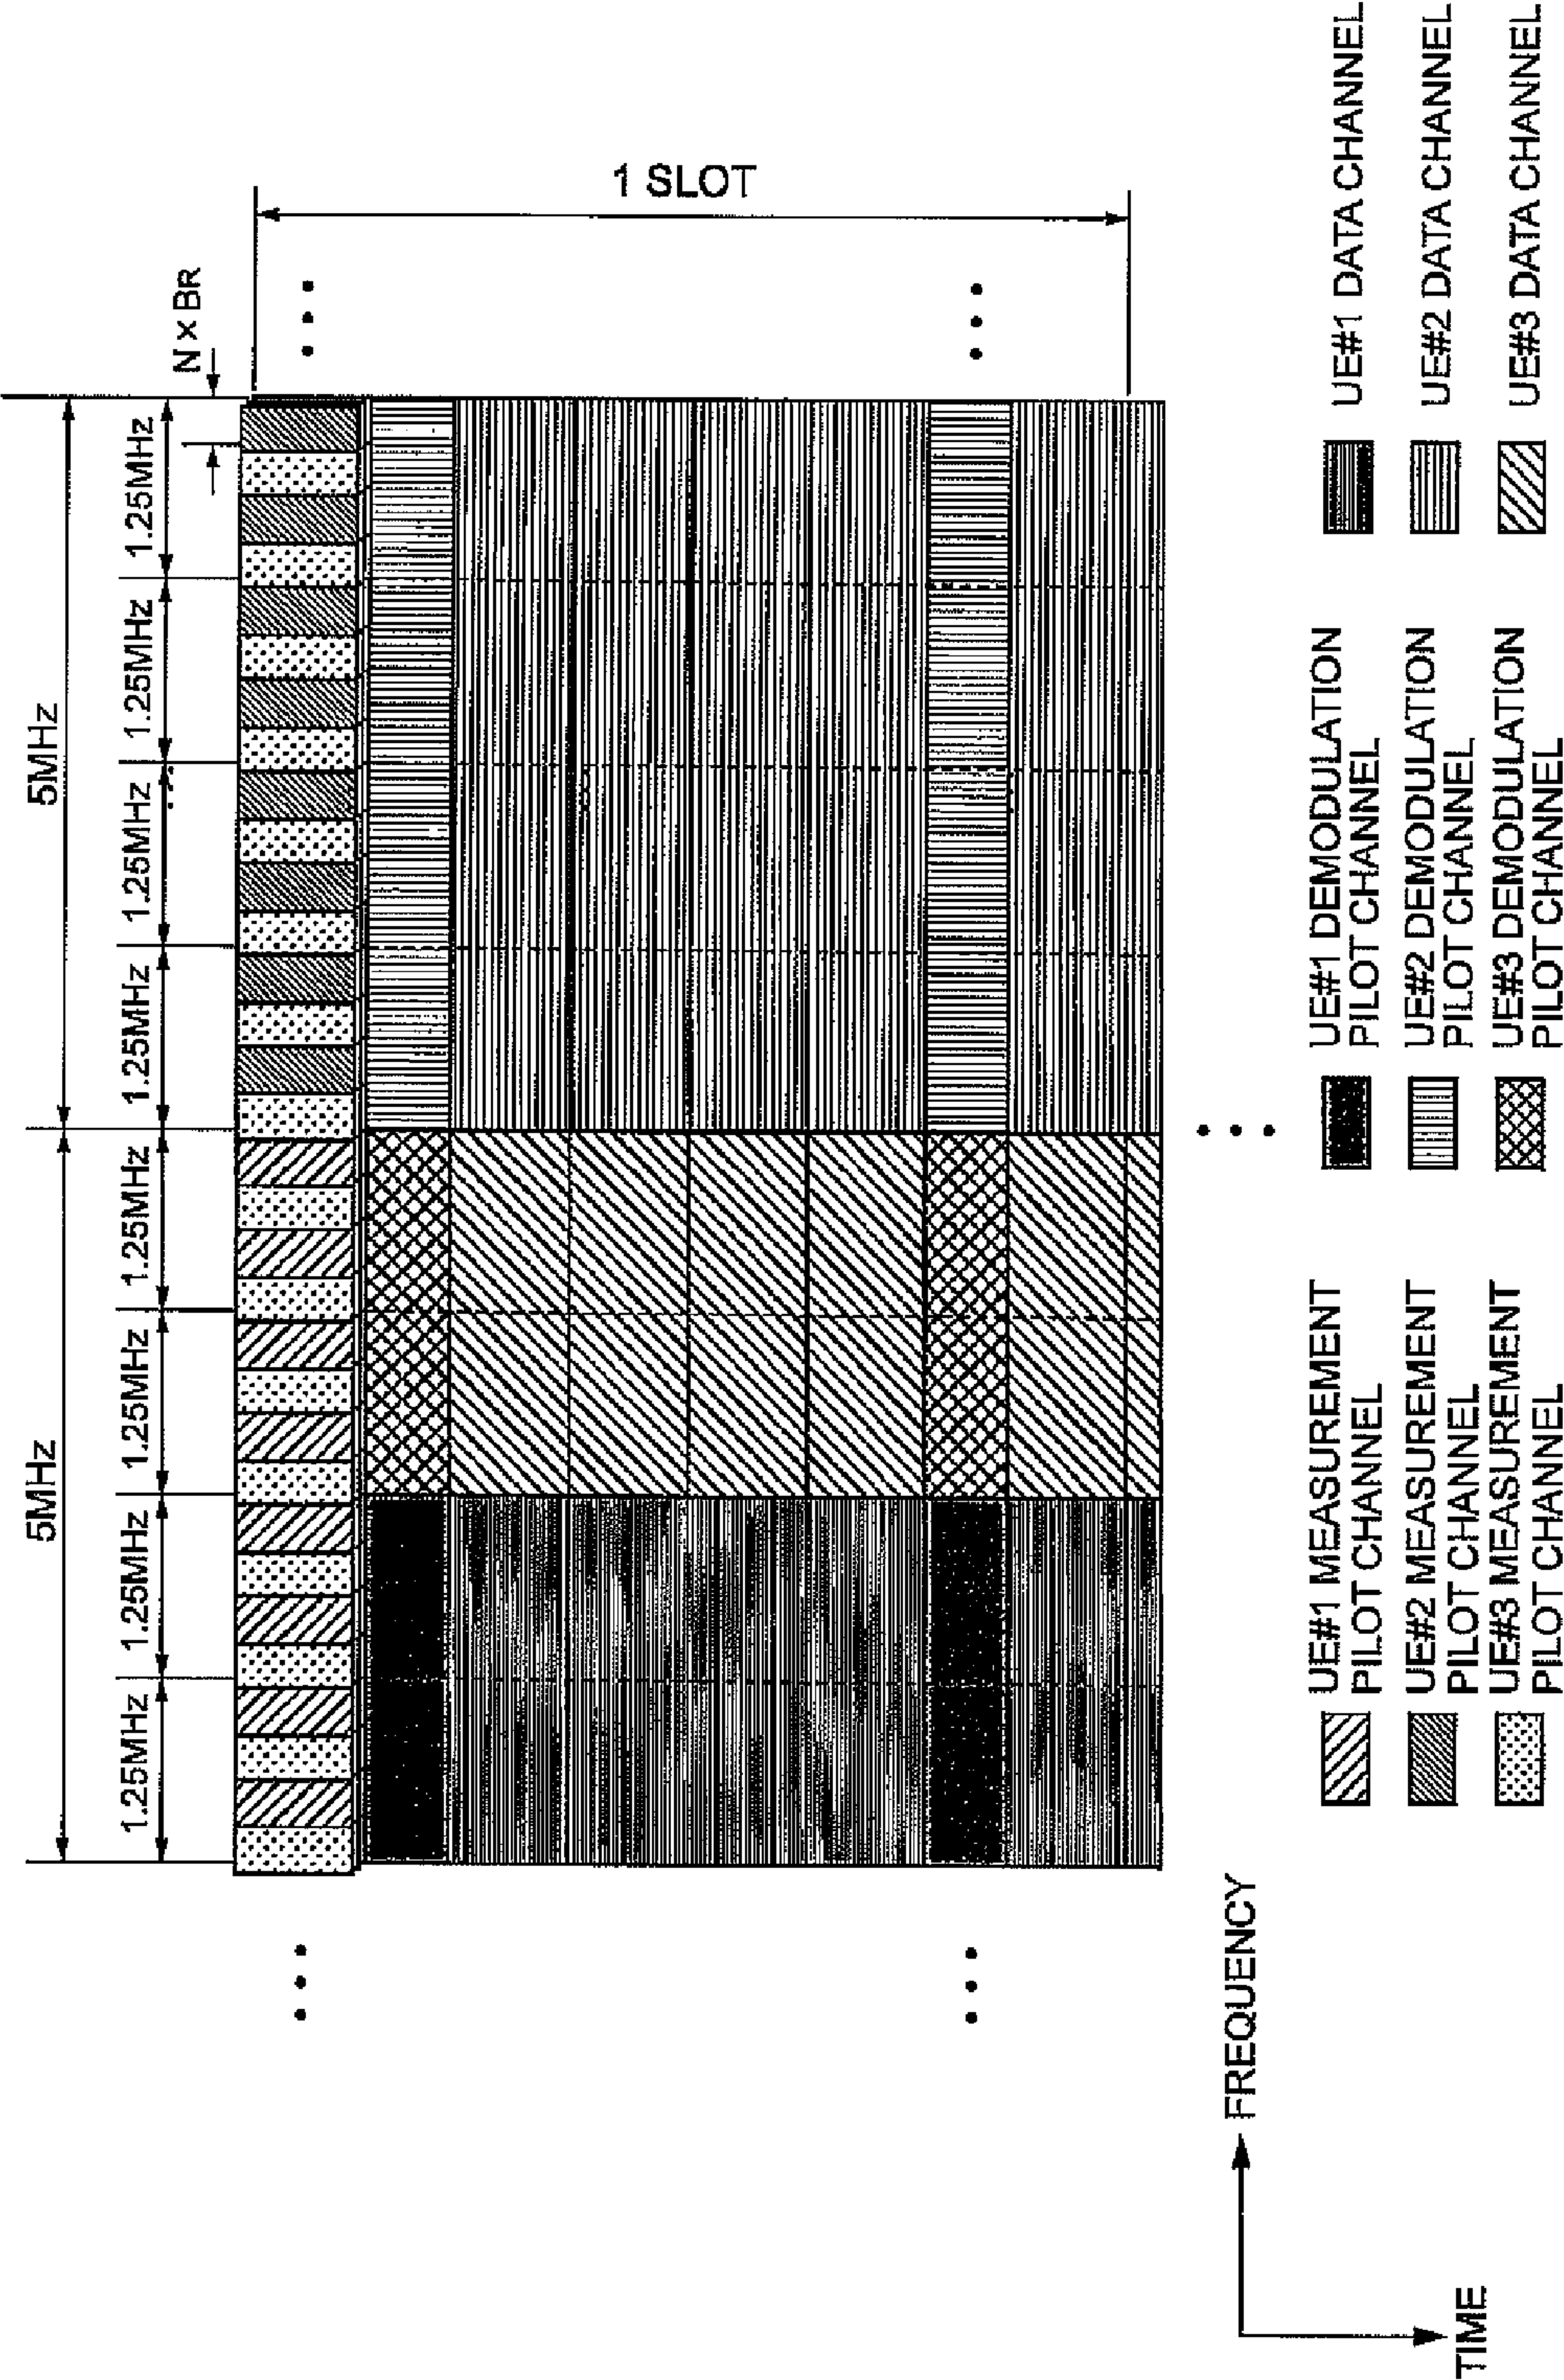 5MHz
5MHz
1.25MHz
1.25MHz
1.25MHz
1.25MHz
1.25MHz
1.25MHz
1.25MHz
1.25MHz
N × BR
1 SLOT
FREQUENCY
TIME
UE#1 MEASUREMENT
PILOT CHANNEL
UE#2 MEASUREMENT
PILOT CHANNEL
UE#3 MEASUREMENT
PILOT CHANNEL
UE#1 DEMODULATION
PILOT CHANNEL
UE#2 DEMODULATION
PILOT CHANNEL
UE#3 DEMODULATION
PILOT CHANNEL
UE#1 DATA CHANNEL
UE#2 DATA CHANNEL
UE#3 DATA CHANNEL